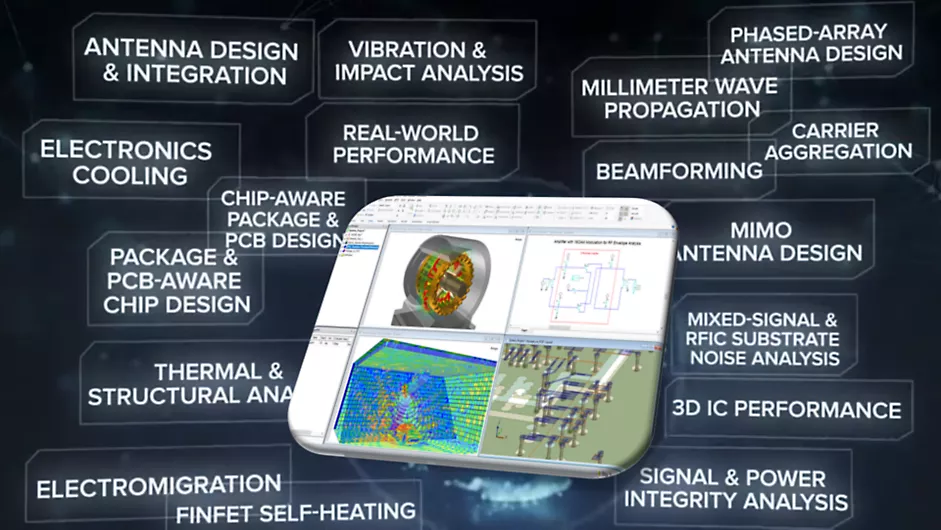 ANTENNA DESIGN
& INTEGRATION
VIBRATION &
IMPACT ANALYSIS
PHASED-ARRAY
ANTENNA DESIGN
MILLIMETER WAVE
PROPAGATION
ELECTRONICS
COOLING
REAL-WORLD
PERFORMANCE
CARRIER
AGGREGATION
BEAMFORMING
CHIP-AWARE
PACKAGE &
PCB DESIGN
PACKAGE &
PCB-AWARE
CHIP DESIGN
MIMO
ANTENNA DESIGN
MIXED-SIGNAL &
RFIC SUBSTRATE
NOISE ANALYSIS
THERMAL &
STRUCTURAL ANA
3D IC PERFORMANCE
ELECTROMIGRATION
FINFET SELF-HEATING
SIGNAL & POWER
INTEGRITY ANALYSIS